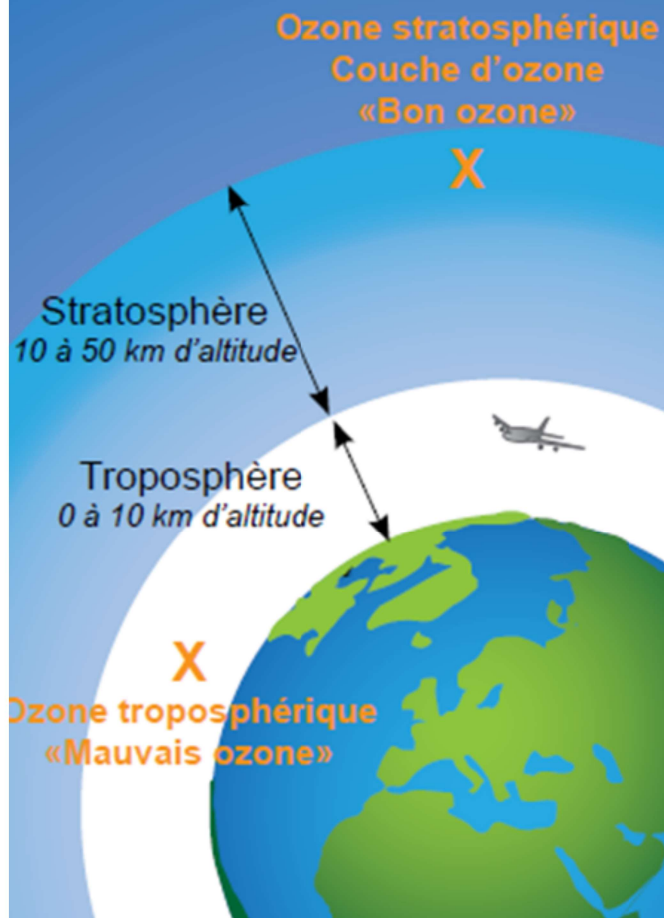 Ozone stratosphérique
Couche d'ozone
«Bon ozone»
X
Stratosphère
10 à 50 km d'altitude
Troposphère
0 à 10 km d'altitude
X
Ozone troposphérique
«Mauvais ozone»